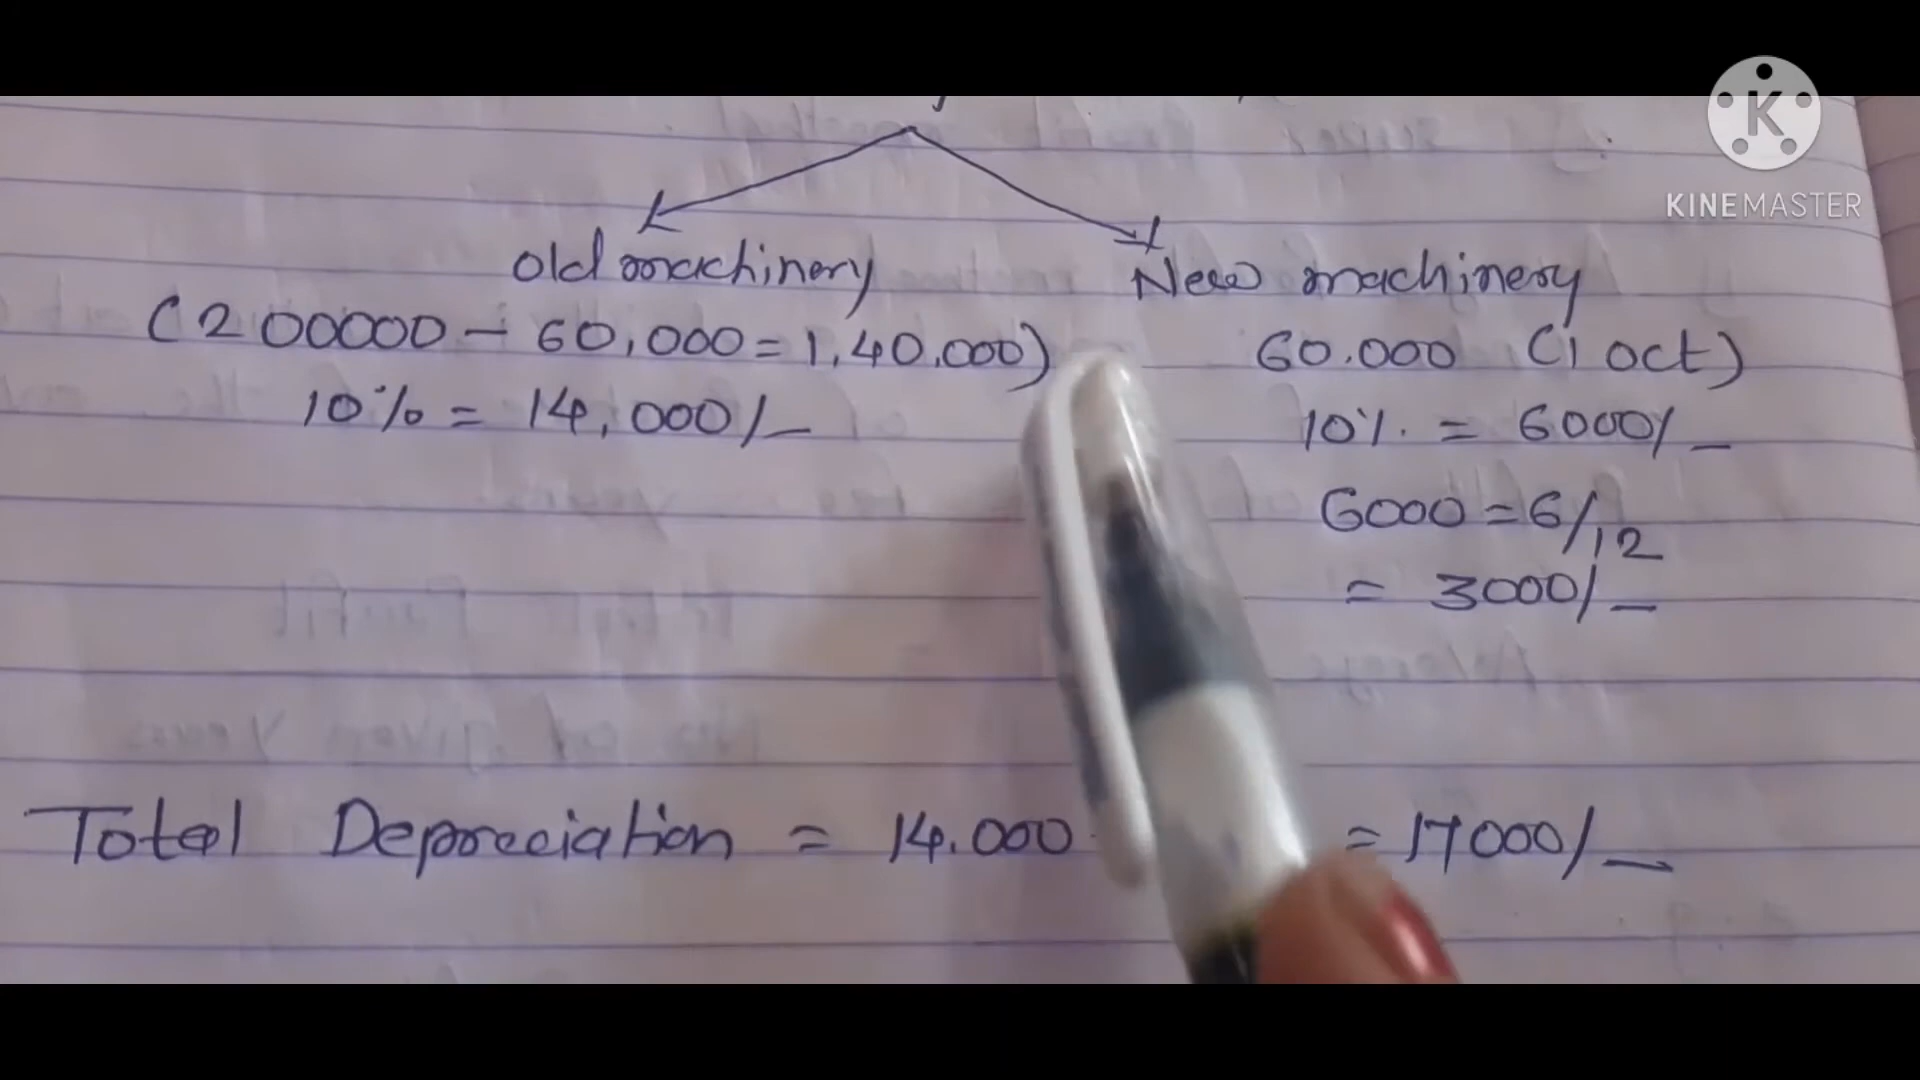 KINEMASTER
Old machinery
(200000 - 60,000 = 1,40.000)
10% = 14,000/-
New machinery
60.000 (1 oct)
10%. = 6000/-
6000 = 6/12
= 3000/-
Total Depreciation = 14.000 = 17000/-